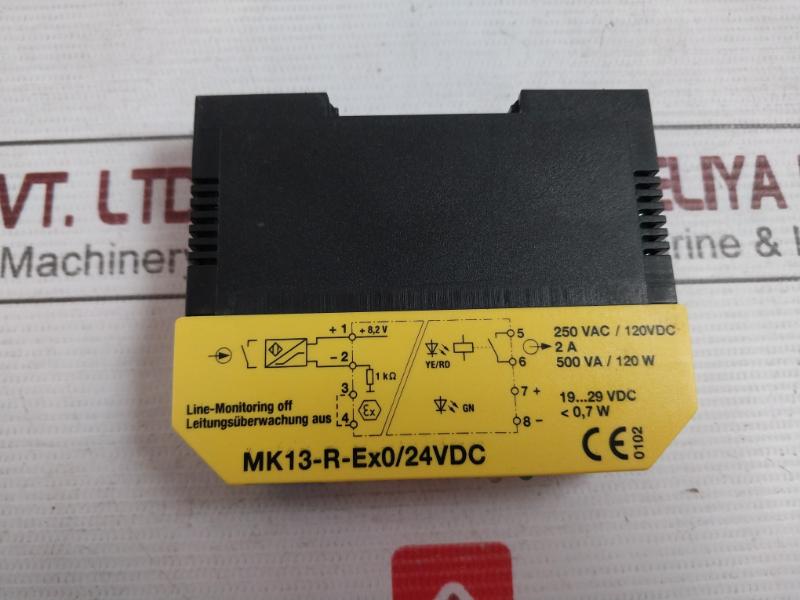 VT. LTD
ELIYA
Machinery
rine &
+ 1
+ 8,2 V
- 2
1 kΩ
3
4
Ex
Line-Monitoring off
Leitungsüberwachung aus
YE/RD
GN
5
6
7 +
8 -
250 VAC / 120VDC
2 A
500 VA / 120 W
19...29 VDC
< 0,7 W
MK13-R-Ex0/24VDC
CE
0102